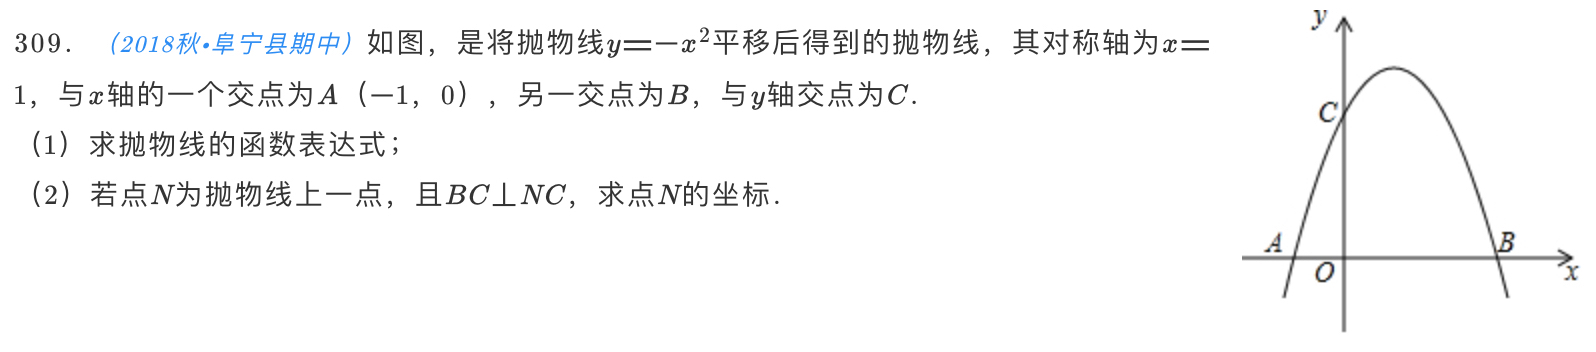 309. （2018秋•阜宁县期中）如图，是将抛物线y=-x²平移后得到的抛物线，其对称轴为x=
1，与x轴的一个交点为A（-1，0），另一交点为B，与y轴交点为C.
（1）求抛物线的函数表达式；
（2）若点N为抛物线上一点，且BC⊥NC，求点N的坐标.
y
C
A
B
O
x